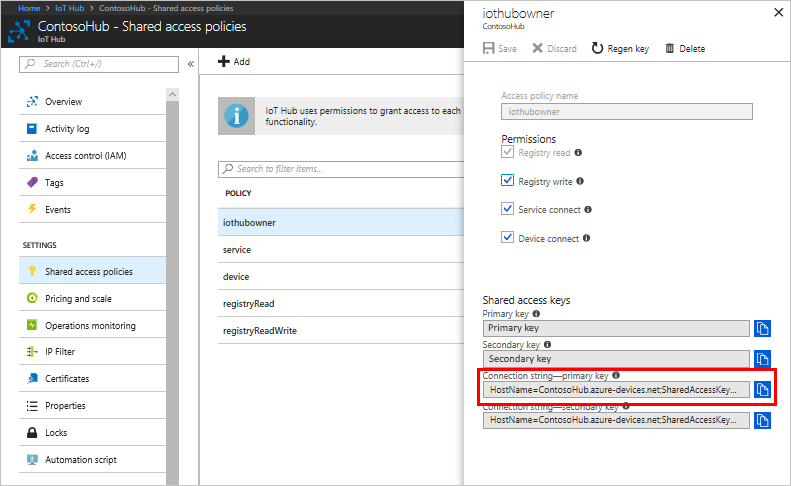 Home > IoT Hub > ContosoHub - Shared access policies
ContosoHub - Shared access policies
IoT Hub
Search (Ctrl+/)
Overview
Activity log
Access control (IAM)
Tags
Events
SETTINGS
Shared access policies
Pricing and scale
Operations monitoring
IP Filter
Certificates
Properties
Locks
Automation script
Add
IoT Hub uses permissions to grant access to each
functionality.
Search to filter items...
POLICY
iothubowner
service
device
registryRead
registryReadWrite
iothubowner
ContosoHub
Save Discard Regen key Delete
Access policy name
iothubowner
Permissions
Registry read
Registry write
Service connect
Device connect
Shared access keys
Primary key
Primary key
Secondary key
Secondary key
Connection string—primary key
HostName=ContosoHub.azure-devices.net;SharedAccessKey...
Connection string—secondary key
HostName=ContosoHub.azure-devices.net;SharedAccessKey...